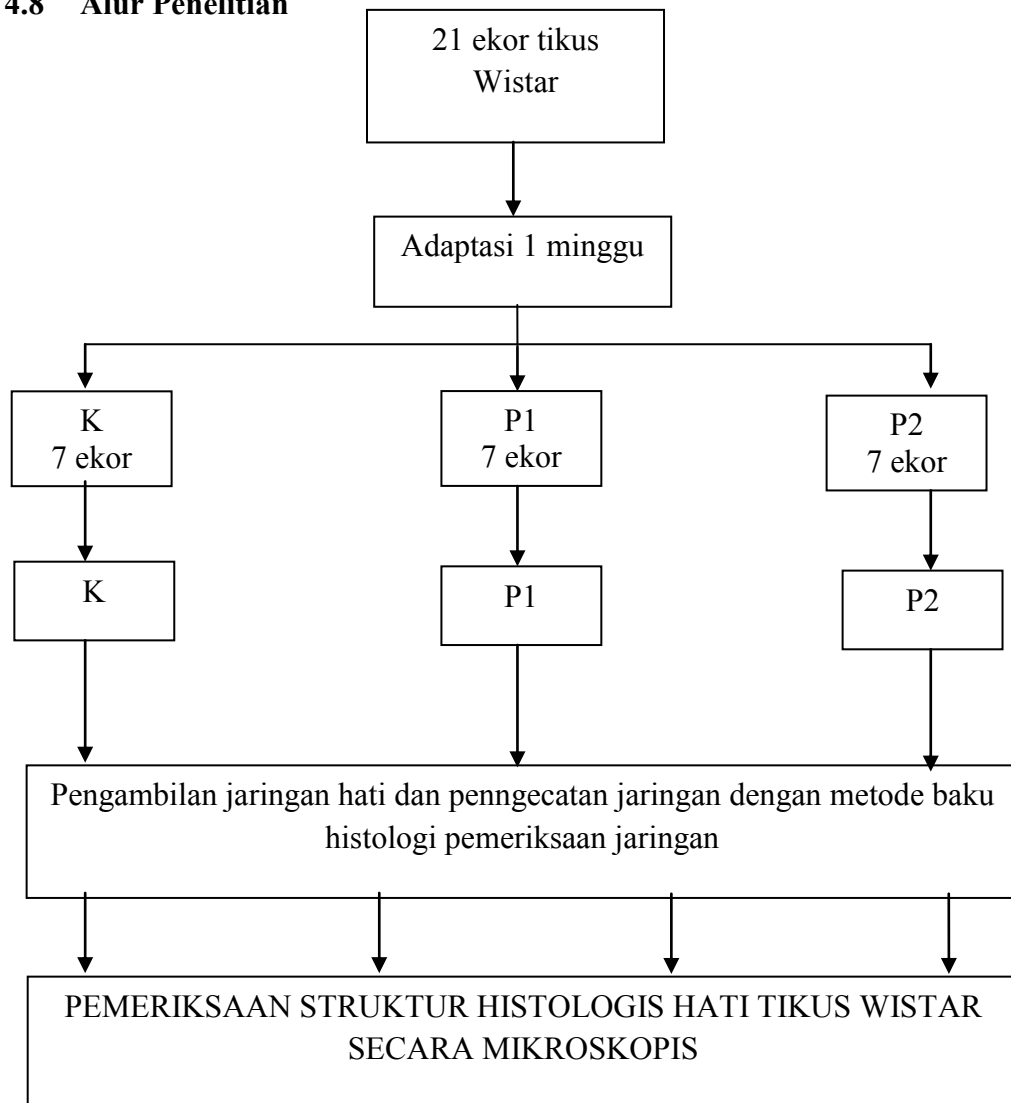 4.8 Alur Penelitian
21 ekor tikus
Wistar
Adaptasi 1 minggu
K
7 ekor
P1
7 ekor
P2
7 ekor
K
P1
P2
Pengambilan jaringan hati dan penngecatan jaringan dengan metode baku
histologi pemeriksaan jaringan
PEMERIKSAAN STRUKTUR HISTOLOGIS HATI TIKUS WISTAR
SECARA MIKROSKOPIS